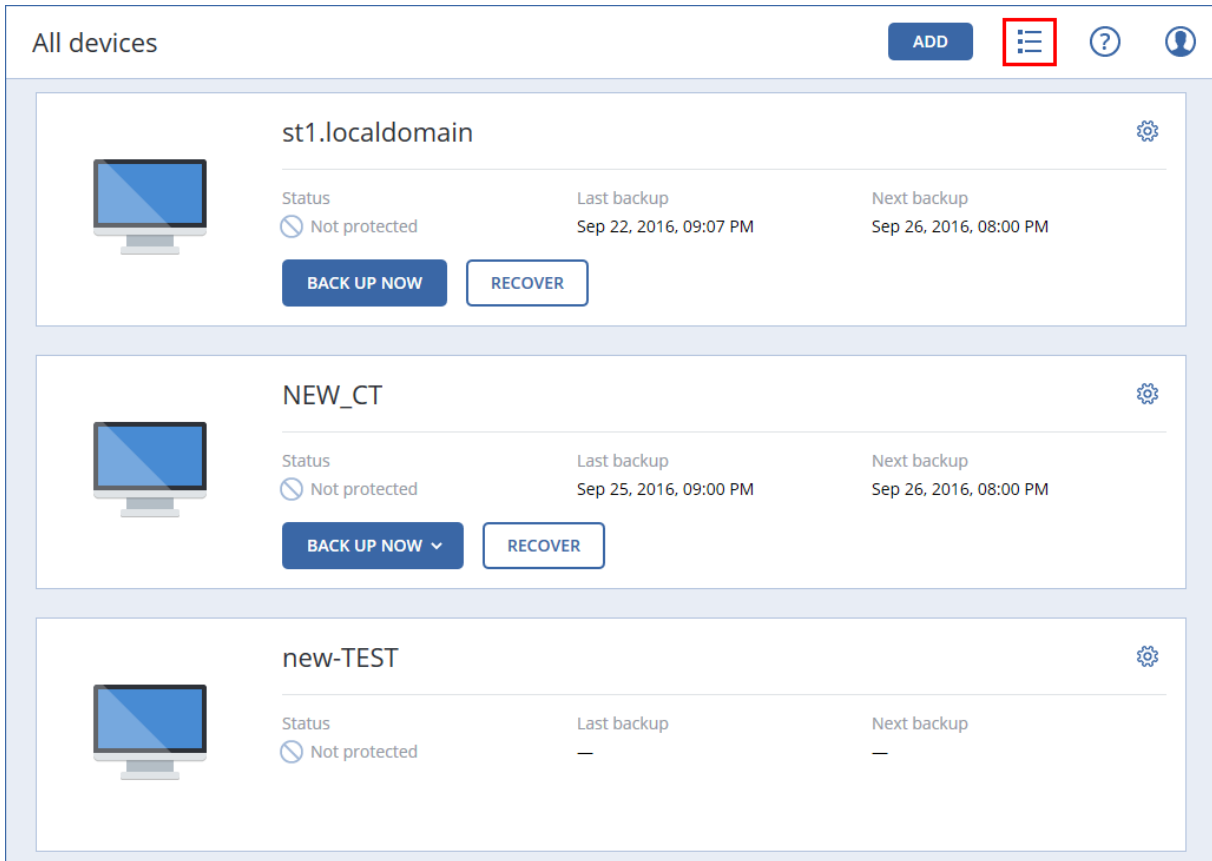 All devices ADD ?
st1.localdomain
Status Last backup Next backup
Not protected Sep 22, 2016, 09:07 PM Sep 26, 2016, 08:00 PM
BACK UP NOW RECOVER
NEW_CT
Status Last backup Next backup
Not protected Sep 25, 2016, 09:00 PM Sep 26, 2016, 08:00 PM
BACK UP NOW RECOVER
new-TEST
Status Last backup Next backup
Not protected — —